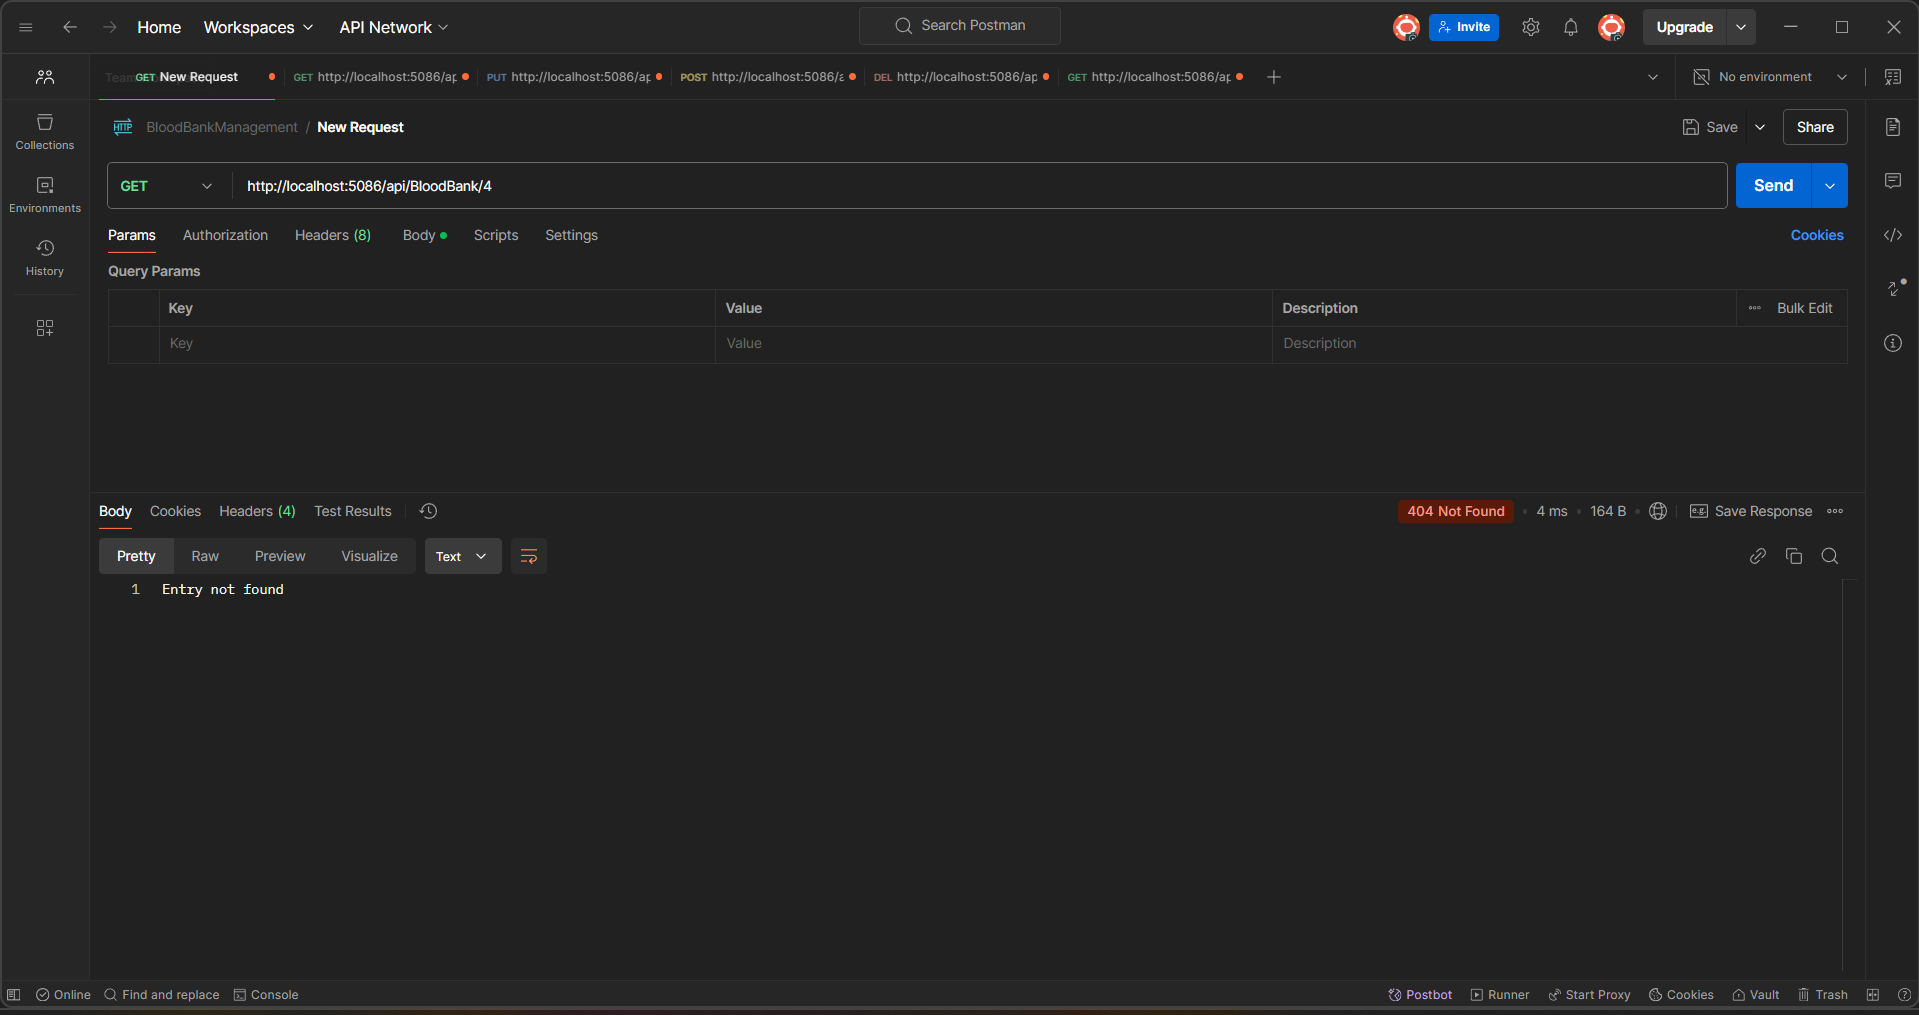 Home Workspaces API Network Search Postman Invite Upgrade
Team GET New Request GET http://localhost:5086/ap PUT http://localhost:5086/ap POST http://localhost:5086/a DEL http://localhost:5086/ap GET http://localhost:5086/ap No environment
Collections
Environments
History
HTTP BloodBankManagement / New Request Save Share
GET http://localhost:5086/api/BloodBank/4 Send
Params Authorization Headers (8) Body Scripts Settings Cookies
Query Params
Key Value Description Bulk Edit
Key Value Description
Body Cookies Headers (4) Test Results 404 Not Found 4 ms 164 B e.g. Save Response
Pretty Raw Preview Visualize Text
1 Entry not found
Online Find and replace Console Postbot Runner Start Proxy Cookies Vault Trash